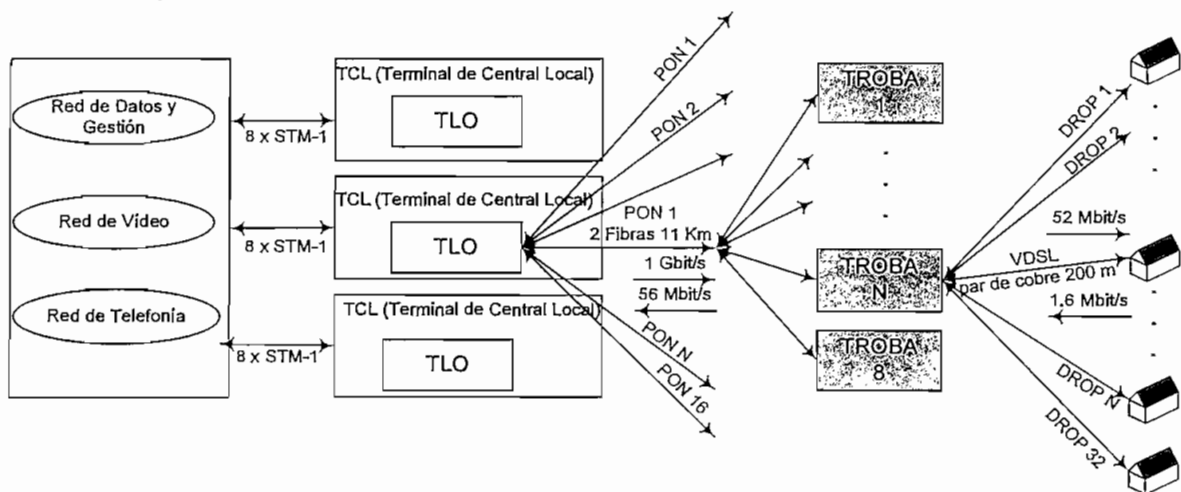 Red de Datos y
Gestión
Red de Vídeo
Red de Telefonía
8 x STM-1
8 x STM-1
8 x STM-1
TCL (Terminal de Central Local)
TLO
TCL (Terminal de Central Local)
TLO
TCL (Terminal de Central Local)
TLO
PON 1
PON 2
PON 1
2 Fibras 11 Km
1 Gbit/s
56 Mbit/s
PON N
PON 16
TROBA
1
TROBA
N
TROBA
8
DROP 1
DROP 2
52 Mbit/s
VDSL
par de cobre 200 m
1.6 Mbit/s
DROP N
DROP 32